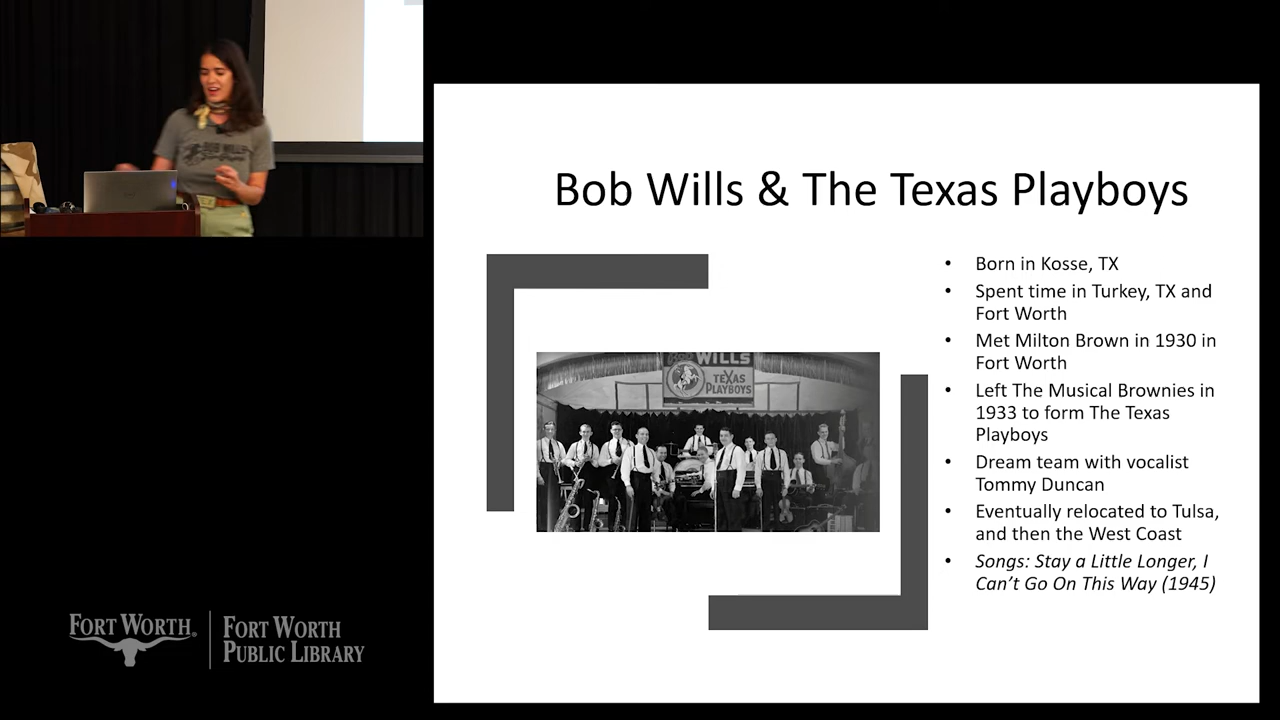 BOB WILLS
Bob Wills & The Texas Playboys
BOB WILLS
TEXAS
PLAYBOYS
• Born in Kosse, TX
• Spent time in Turkey, TX and
Fort Worth
• Met Milton Brown in 1930 in
Fort Worth
• Left The Musical Brownies in
1933 to form The Texas
Playboys
• Dream team with vocalist
Tommy Duncan
• Eventually relocated to Tulsa,
and then the West Coast
• Songs: Stay a Little Longer, I
Can’t Go On This Way (1945)
FORT WORTH®
FORT WORTH
PUBLIC LIBRARY